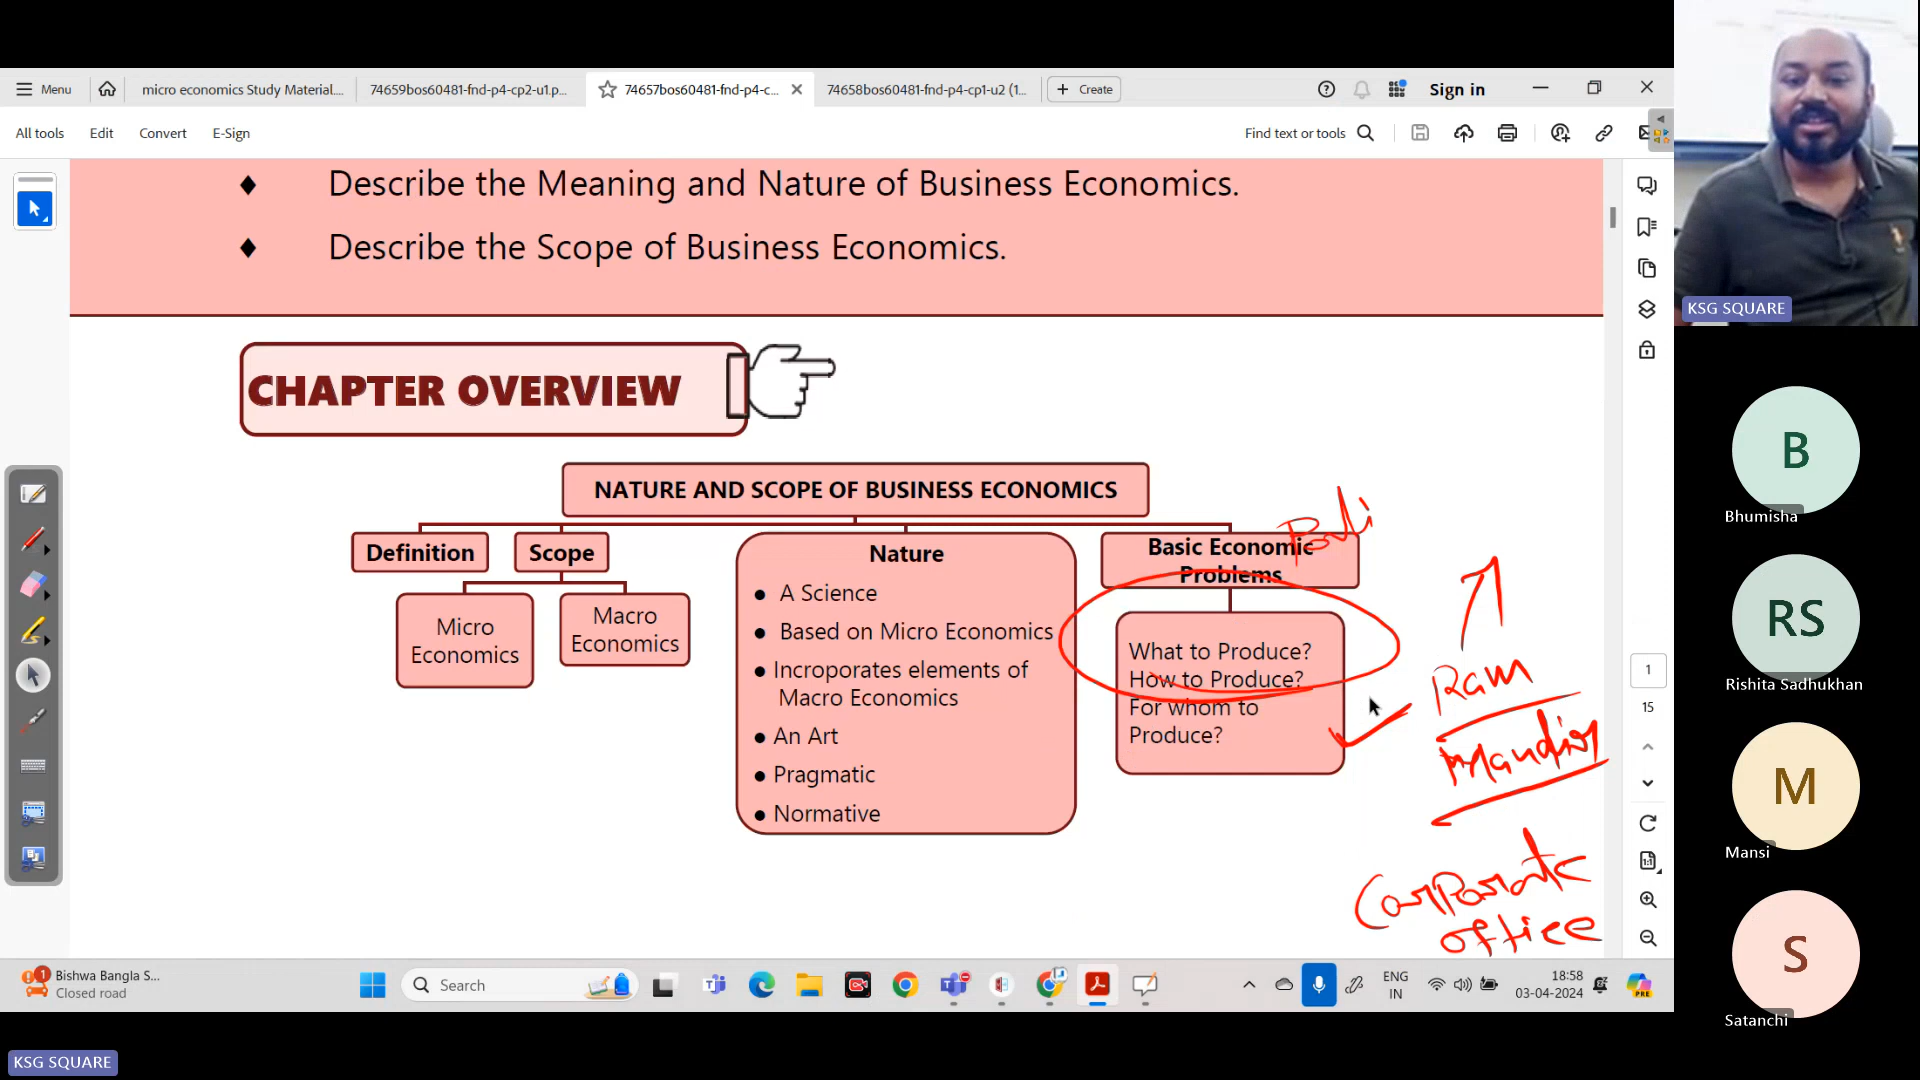 Menu
micro economics Study Material....
74659bos60481-fnd-p4-cp2-u1.p...
74657bos60481-fnd-p4-c...
74658bos60481-fnd-p4-cp1-u2 (1...
Create
Sign in
All tools
Edit
Convert
E-Sign
Find text or tools
♦ Describe the Meaning and Nature of Business Economics.
♦ Describe the Scope of Business Economics.
KSG SQUARE
CHAPTER OVERVIEW
NATURE AND SCOPE OF BUSINESS ECONOMICS
Definition
Scope
Micro
Economics
Macro
Economics
Nature
● A Science
● Based on Micro Economics
● Incroporates elements of
Macro Economics
● An Art
● Pragmatic
● Normative
Basic Economic
Problems
What to Produce?
How to Produce?
For whom to
Produce?
Ram
Mandir
Corporate
office
1
15
B
Bhumisha
RS
Rishita Sadhukhan
M
Mansi
S
Satanchi
1
Bishwa Bangla S...
Closed road
Search
ENG
IN
18:58
03-04-2024
PRE
KSG SQUARE